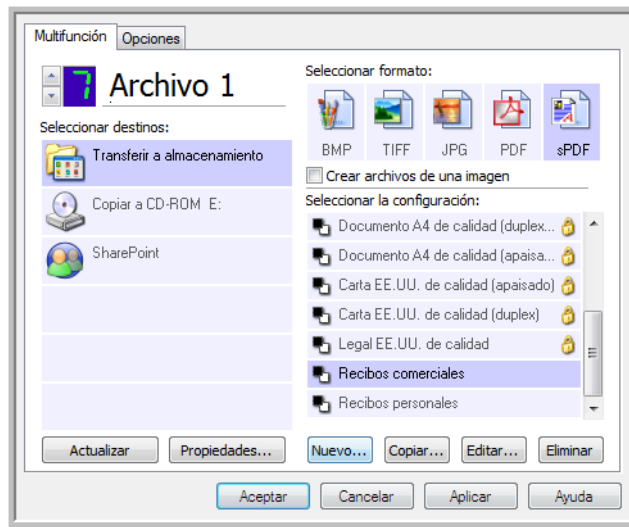 Multifunción
Opciones
7
Archivo 1
Seleccionar destinos:
Transferir a almacenamiento
Copiar a CD-ROM E:
SharePoint
Actualizar
Propiedades...
Seleccionar formato:
BMP
TIFF
JPG
PDF
sPDF
Crear archivos de una imagen
Seleccionar la configuración:
Documento A4 de calidad (duplex...
Documento A4 de calidad (apaisa...
Carta EE.UU. de calidad (apaisado)
Carta EE.UU. de calidad (duplex)
Legal EE.UU. de calidad
Recibos comerciales
Recibos personales
Nuevo...
Copiar...
Editar...
Eliminar
Aceptar
Cancelar
Aplicar
Ayuda